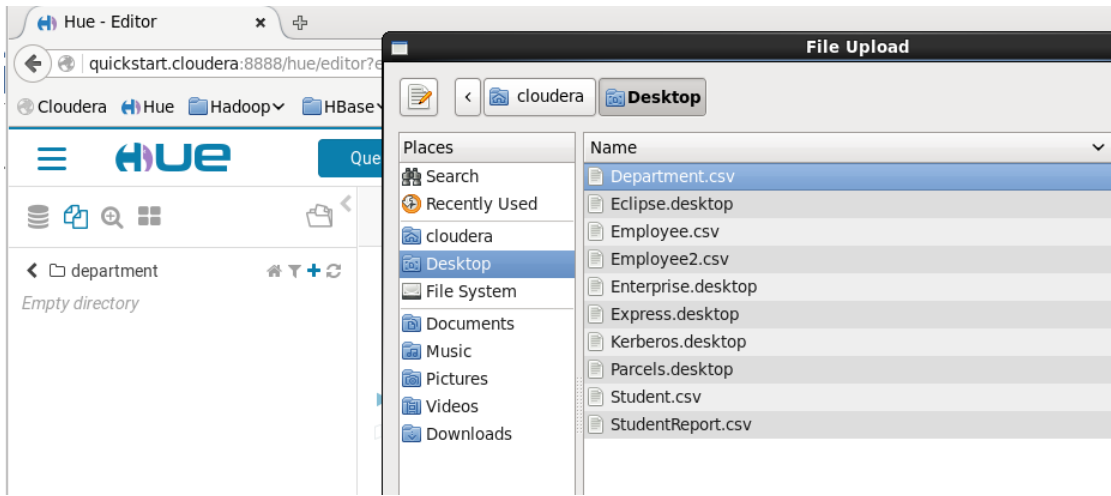 Hue - Editor
quickstart.cloudera:8888/hue/editor?e
Cloudera Hue Hadoop HBase
HUE
Que
department
Empty directory
File Upload
cloudera Desktop
Places
Search
Recently Used
cloudera
Desktop
File System
Documents
Music
Pictures
Videos
Downloads
Name
Department.csv
Eclipse.desktop
Employee.csv
Employee2.csv
Enterprise.desktop
Express.desktop
Kerberos.desktop
Parcels.desktop
Student.csv
StudentReport.csv